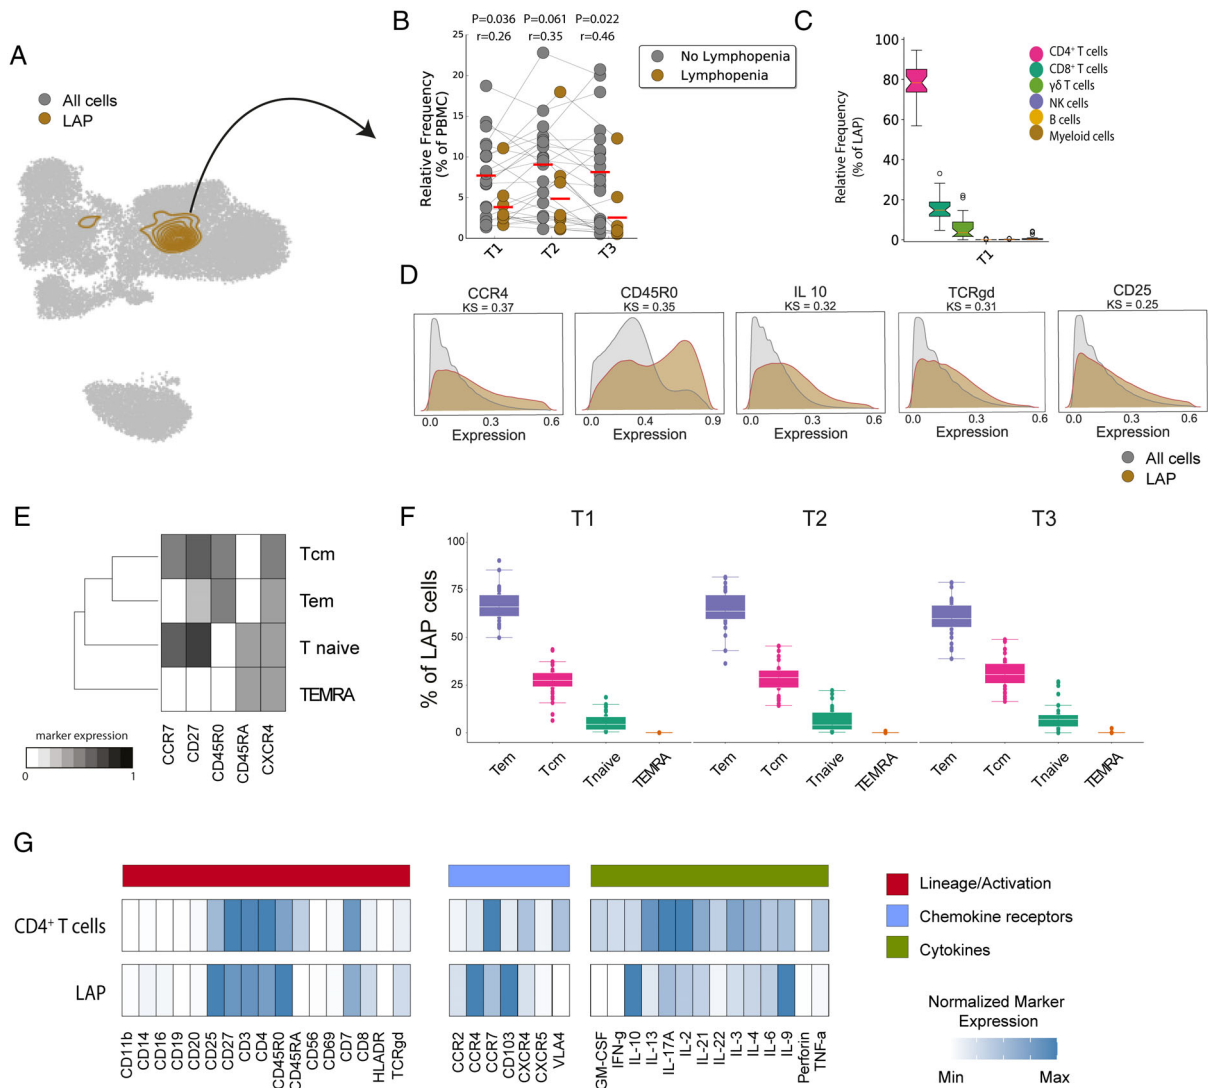 A
All cells
LAP
B
P=0.036 P=0.061 P=0.022
r=0.26 r=0.35 r=0.46
25
20
15
10
5
0
Relative Frequency
(% of PBMC)
T1 T2 T3
No Lymphopenia
Lymphopenia
C
100
80
60
40
20
0
Relative Frequency
(% of LAP)
T1
CD4⁺ T cells
CD8⁺ T cells
γδ T cells
NK cells
B cells
Myeloid cells
D
CCR4
KS = 0.37
0.0 0.3 0.6
Expression
CD45R0
KS = 0.35
0.0 0.4 0.9
Expression
IL 10
KS = 0.32
0.0 0.3 0.6
Expression
TCRgd
KS = 0.31
0.0 0.3 0.6
Expression
CD25
KS = 0.25
0.0 0.3 0.6
Expression
All cells
LAP
E
Tcm
Tem
T naive
TEMRA
CCR7
CD27
CD45R0
CD45RA
CXCR4
marker expression
0 1
F
T1 T2 T3
100
75
50
25
0
% of LAP cells
Tem Tcm Tnaive TEMRA
Tem Tcm Tnaive TEMRA
Tem Tcm Tnaive TEMRA
G
CD4⁺ T cells
LAP
CD11b
CD14
CD16
CD19
CD20
CD25
CD27
CD3
CD4
CD45R0
CD45RA
CD56
CD69
CD7
CD8
HLADR
TCRgd
CCR2
CCR4
CCR7
CD103
CXCR4
CXCR5
VLA4
GM-CSF
IFN-g
IL-10
IL-13
IL-17A
IL-2
IL-21
IL-22
IL-3
IL-4
IL-6
IL-9
Perforin
TNF-a
Lineage/Activation
Chemokine receptors
Cytokines
Normalized Marker
Expression
Min Max